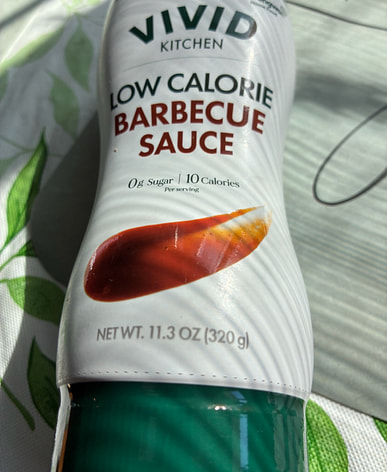 VIVID
KITCHEN
LOW CALORIE
BARBECUE
SAUCE
0g Sugar | 10 Calories
Per serving
NET WT. 11.3 OZ (320 g)